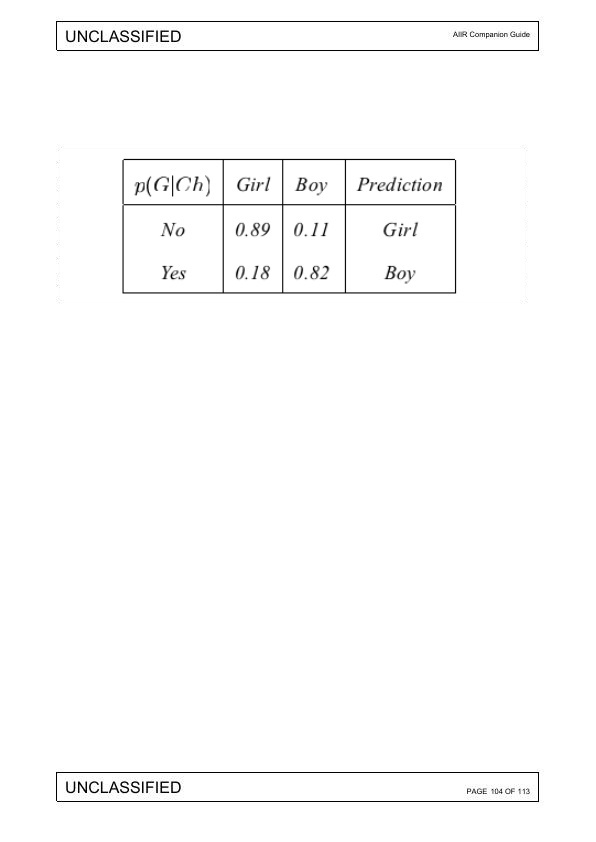 UNCLASSIFIED
AIIR Companion Guide
p(G|Ch) Girl Boy Prediction
No 0.89 0.11 Girl
Yes 0.18 0.82 Boy
UNCLASSIFIED
PAGE 104 OF 113